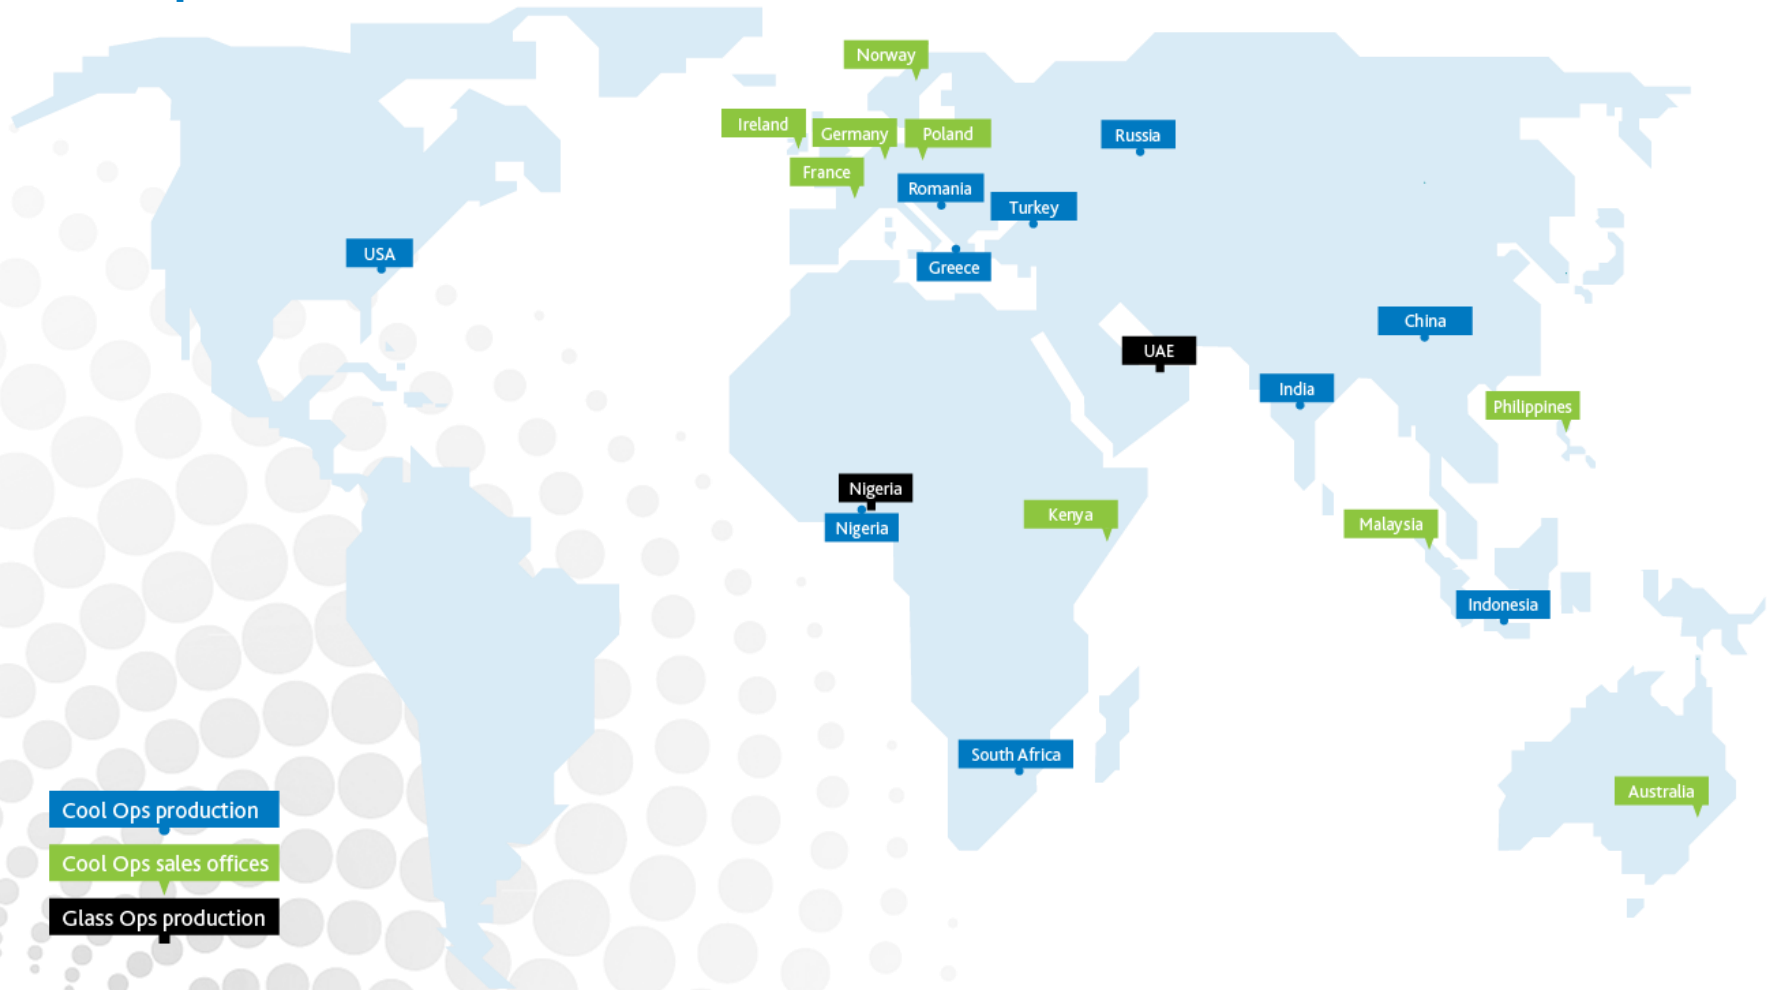 Norway
Ireland
Germany
Poland
Russia
France
Romania
Turkey
USA
Greece
China
UAE
India
Philippines
Nigeria
Kenya
Nigeria
Malaysia
Indonesia
South Africa
Australia
Cool Ops production
Cool Ops sales offices
Glass Ops production